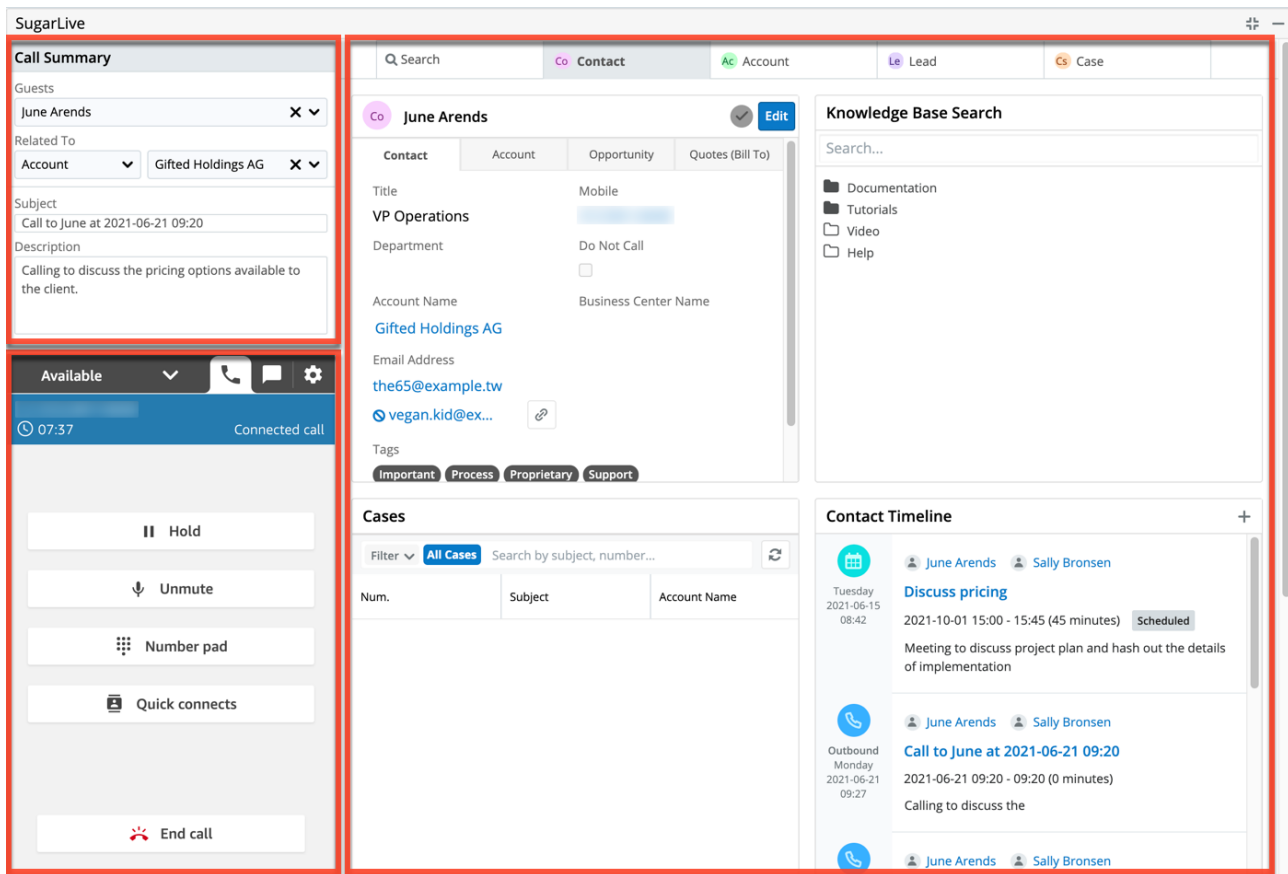 SugarLive
Call Summary
Guests
June Arends
Related To
Account
Gifted Holdings AG
Subject
Call to June at 2021-06-21 09:20
Description
Calling to discuss the pricing options available to
the client.
Available
07:37 Connected call
Hold
Unmute
Number pad
Quick connects
End call
Search
Co Contact
Ac Account
Le Lead
Cs Case
Co June Arends
Edit
Contact
Account
Opportunity
Quotes (Bill To)
Title
Mobile
VP Operations
Department
Do Not Call
Account Name
Business Center Name
Gifted Holdings AG
Email Address
the65@example.tw
vegan.kid@ex...
Tags
Important Process Proprietary Support
Knowledge Base Search
Search...
Documentation
Tutorials
Video
Help
Cases
Filter All Cases Search by subject, number...
Num.
Subject
Account Name
Contact Timeline
Tuesday
2021-06-15
08:42
June Arends Sally Bronsen
Discuss pricing
2021-10-01 15:00 - 15:45 (45 minutes) Scheduled
Meeting to discuss project plan and hash out the details
of implementation
Outbound
Monday
2021-06-21
09:27
June Arends Sally Bronsen
Call to June at 2021-06-21 09:20
2021-06-21 09:20 - 09:20 (0 minutes)
Calling to discuss the
June Arends Sally Bronsen